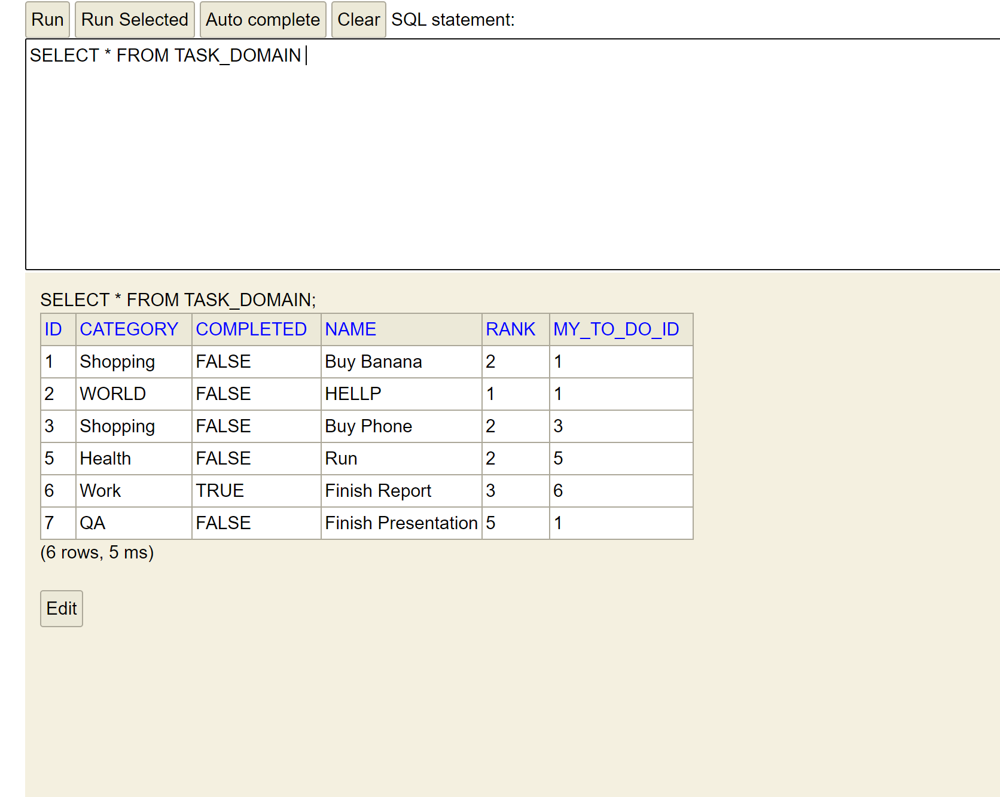 Run Run Selected Auto complete Clear SQL statement:
SELECT * FROM TASK_DOMAIN
SELECT * FROM TASK_DOMAIN;
ID CATEGORY COMPLETED NAME RANK MY_TO_DO_ID
1 Shopping FALSE Buy Banana 2 1
2 WORLD FALSE HELLP 1 1
3 Shopping FALSE Buy Phone 2 3
5 Health FALSE Run 2 5
6 Work TRUE Finish Report 3 6
7 QA FALSE Finish Presentation 5 1
(6 rows, 5 ms)
Edit